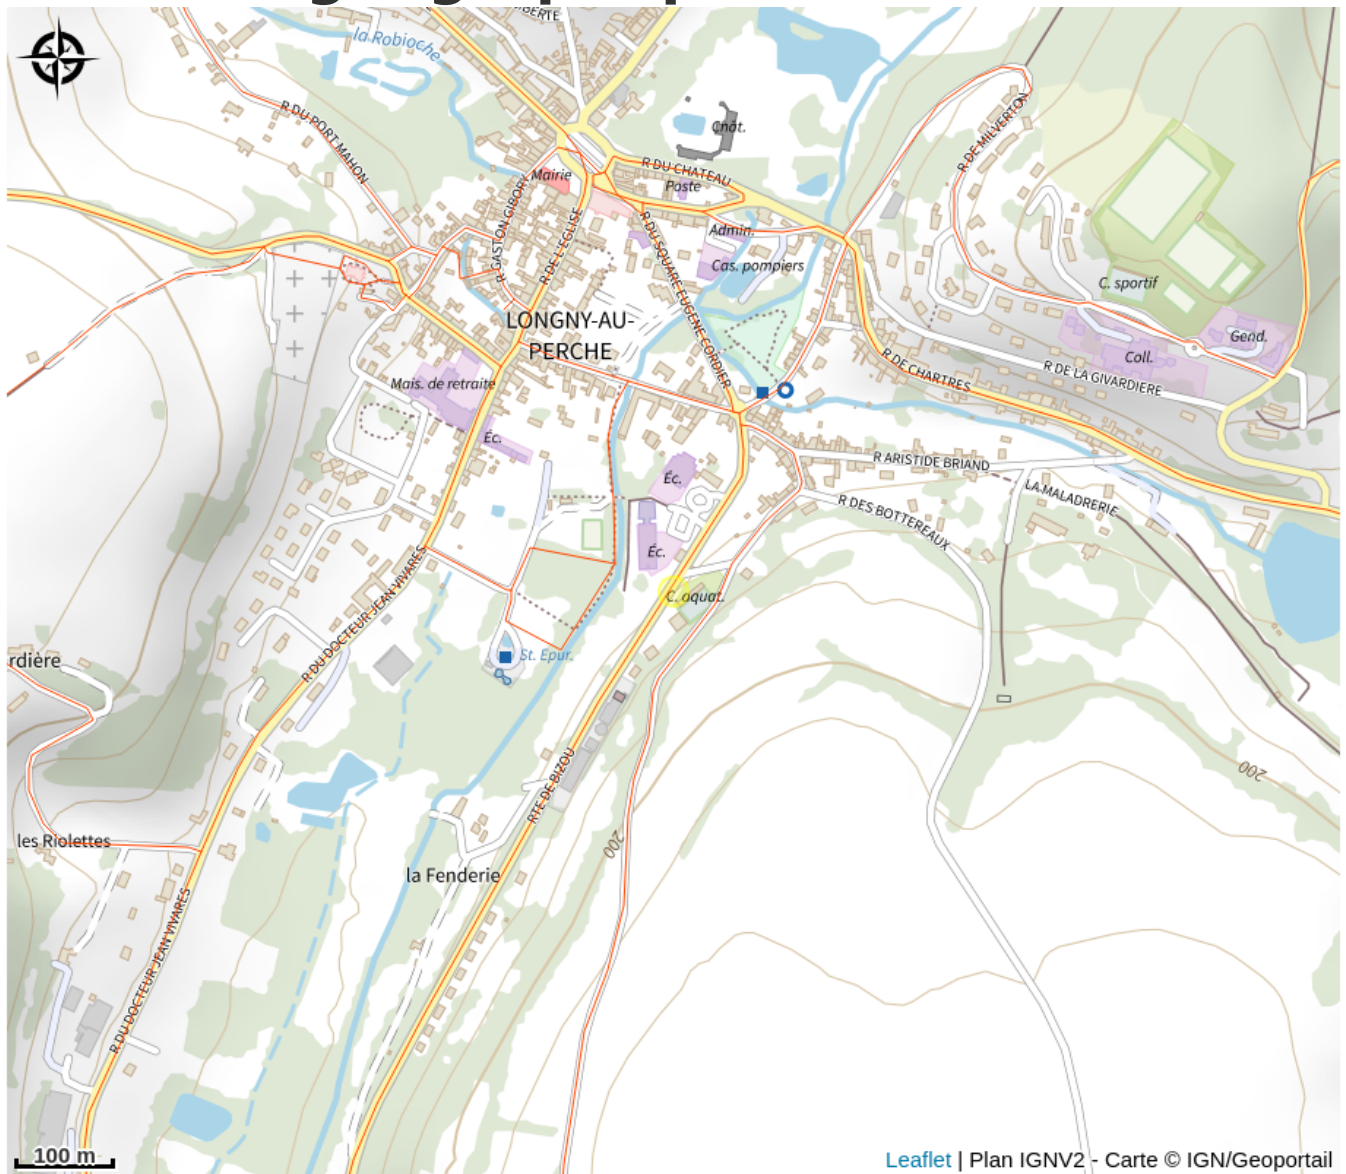 la Robioche
R DU PORT MAHON
Chât.
R DE MILVERTON
R DU CHATEAU
Mairie
Poste
R GASTON GIBORY
R DE L'EGLISE
R DU SQUARE EUGENE CORDIER
Admin.
Cas. pompiers
C. sportif
LONGNY-AU-
PERCHE
Gend.
Coll.
R DE CHARTRES
R DE LA GIVARDIERE
Mais. de retraite
Éc.
R ARISTIDE BRIAND
Éc.
LA MALADRERIE
R DES BOTTEREAUX
Éc.
C. aquat.
R DU DOCTEUR JEAN VIVARES
St. Epur.
rdière
200
RTE DE BIZOU
les Riolettes
200
la Fenderie
R DU DOCTEUR JEAN VIVARES
100 m
Leaflet | Plan IGNV2 - Carte © IGN/Geoportail